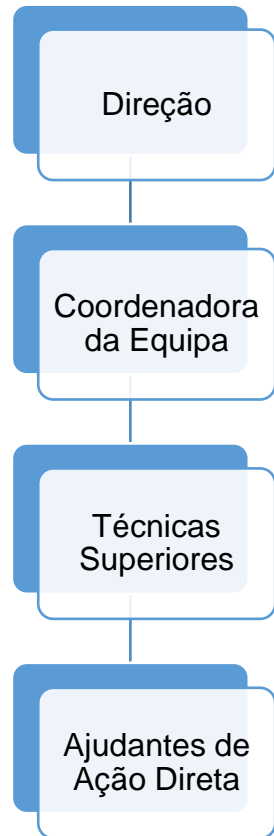 Direção
Coordenadora
da Equipa
Técnicas
Superiores
Ajudantes de
Ação Direta